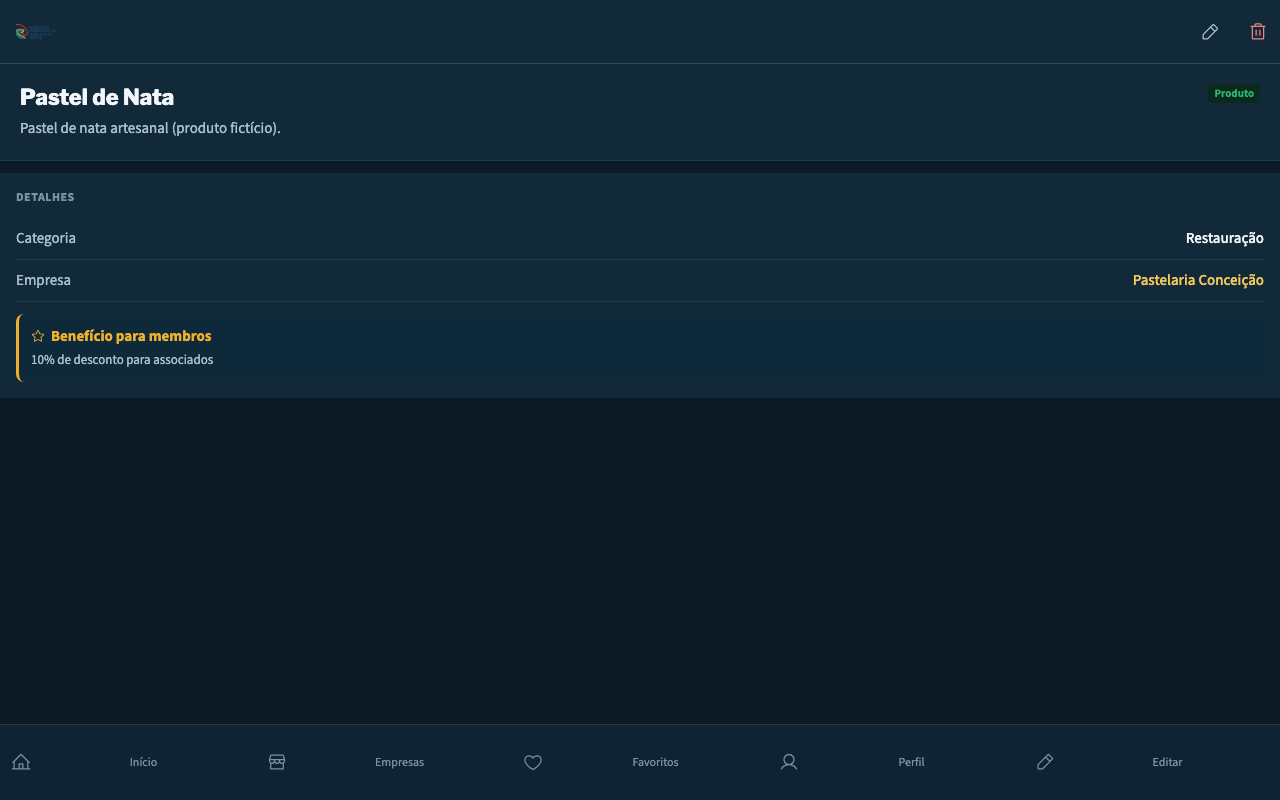 Pastel de Nata
Produto
Pastel de nata artesanal (produto fictício).
DETALHES
Categoria
Restauração
Empresa
Pastelaria Conceição
Benefício para membros
10% de desconto para associados
Início
Empresas
Favoritos
Perfil
Editar